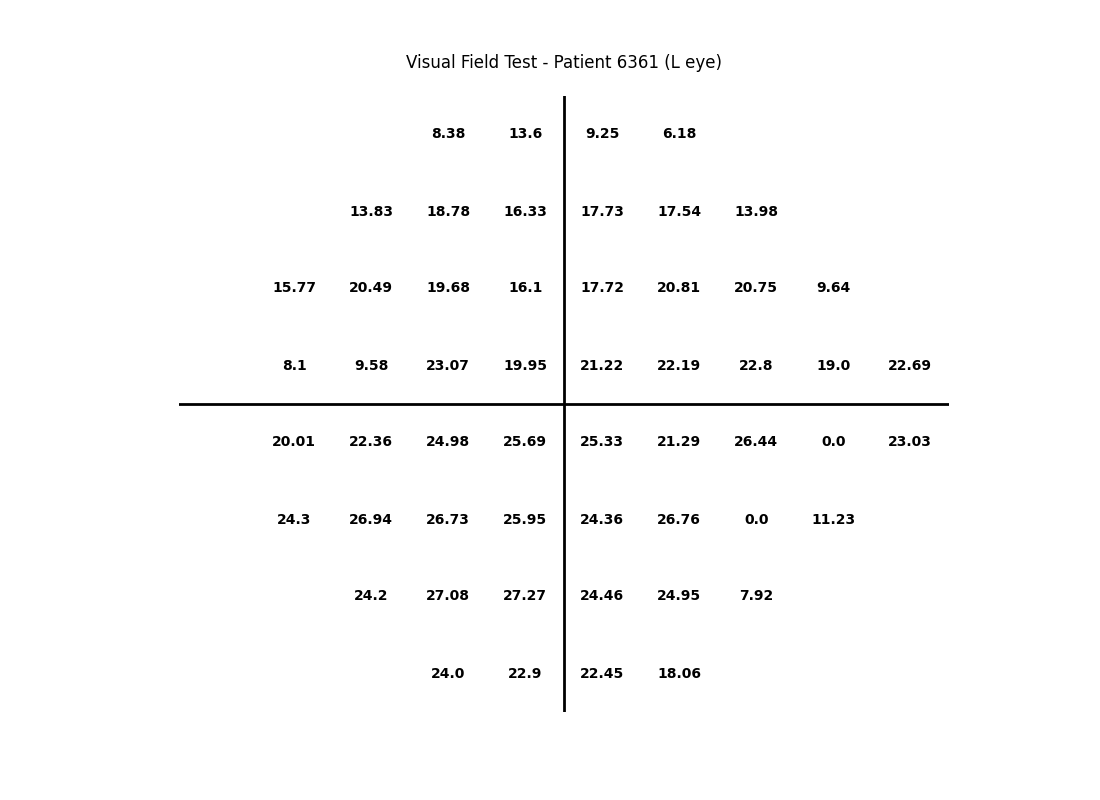 Visual Field Test - Patient 6361 (L eye)
8.38 13.6 9.25 6.18
13.83 18.78 16.33 17.73 17.54 13.98
15.77 20.49 19.68 16.1 17.72 20.81 20.75 9.64
8.1 9.58 23.07 19.95 21.22 22.19 22.8 19.0 22.69
20.01 22.36 24.98 25.69 25.33 21.29 26.44 0.0 23.03
24.3 26.94 26.73 25.95 24.36 26.76 0.0 11.23
24.2 27.08 27.27 24.46 24.95 7.92
24.0 22.9 22.45 18.06